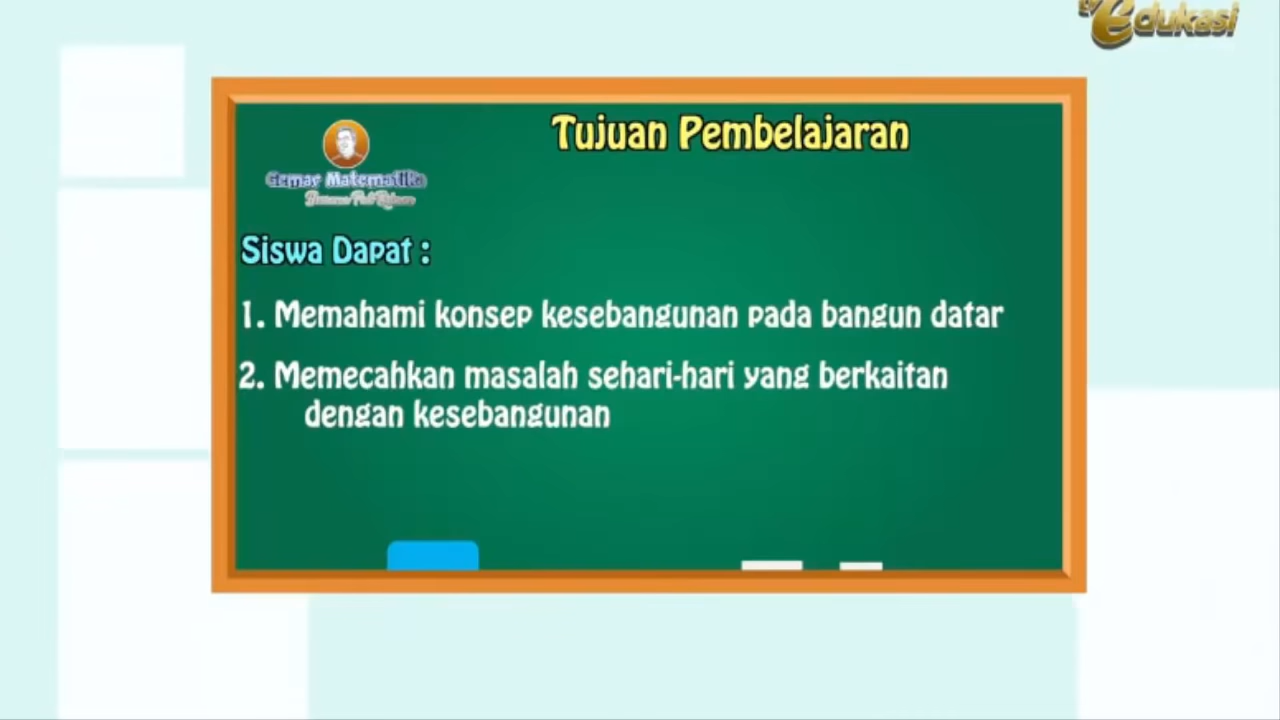 edukasi
Tujuan Pembelajaran
Gemar Matematika
Siswa Dapat :
1. Memahami konsep kesebangunan pada bangun datar
2. Memecahkan masalah sehari-hari yang berkaitan
dengan kesebangunan